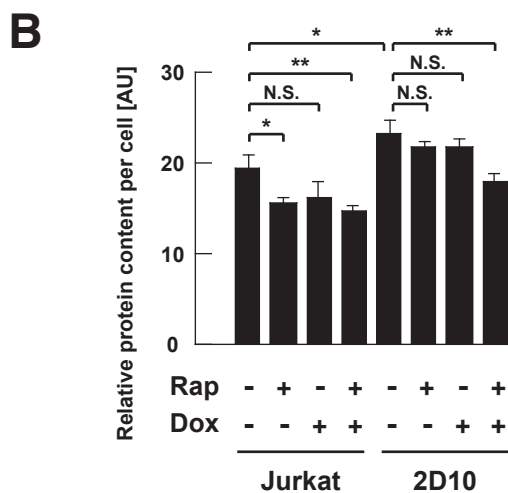 B
* **
30 ** N.S.
N.S. N.S.
*
20
10
0
Relative protein content per cell [AU]
Rap - + - + - + - +
Dox - - + + - - + +
Jurkat 2D10